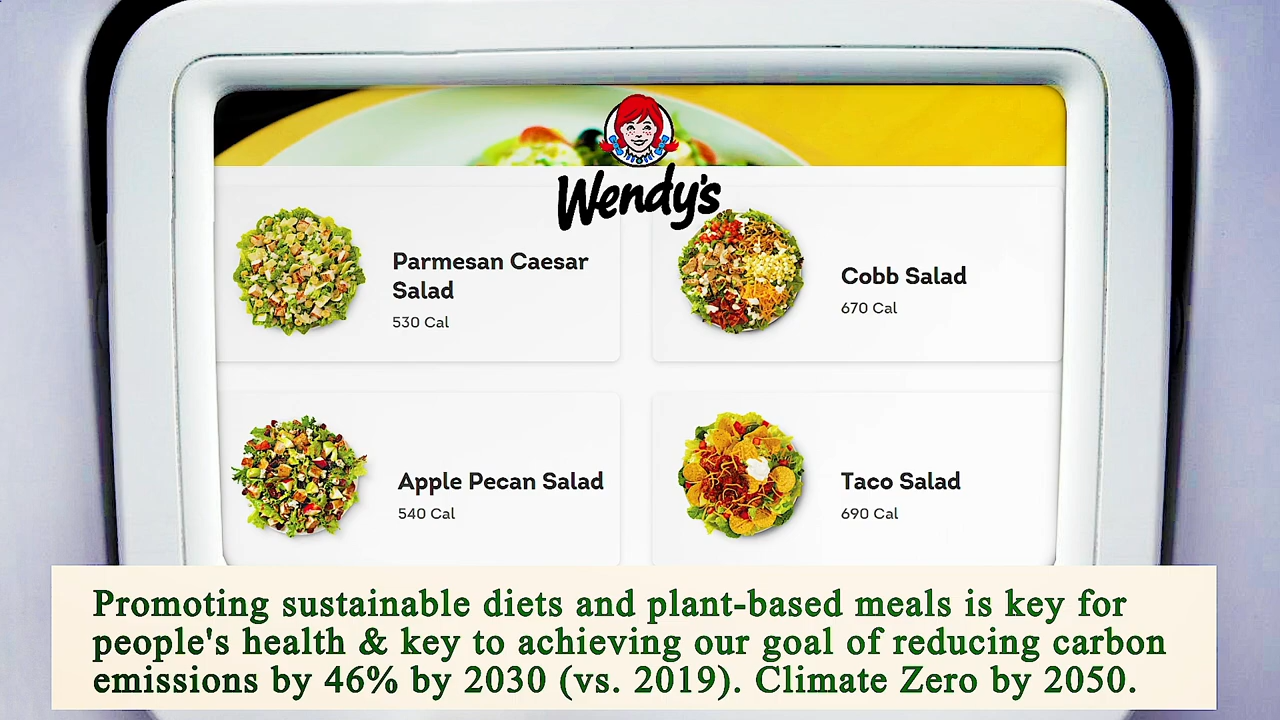 Wendy's
Parmesan Caesar
Salad
530 Cal
Cobb Salad
670 Cal
Apple Pecan Salad
540 Cal
Taco Salad
690 Cal
Promoting sustainable diets and plant-based meals is key for
people's health & key to achieving our goal of reducing carbon
emissions by 46% by 2030 (vs. 2019). Climate Zero by 2050.